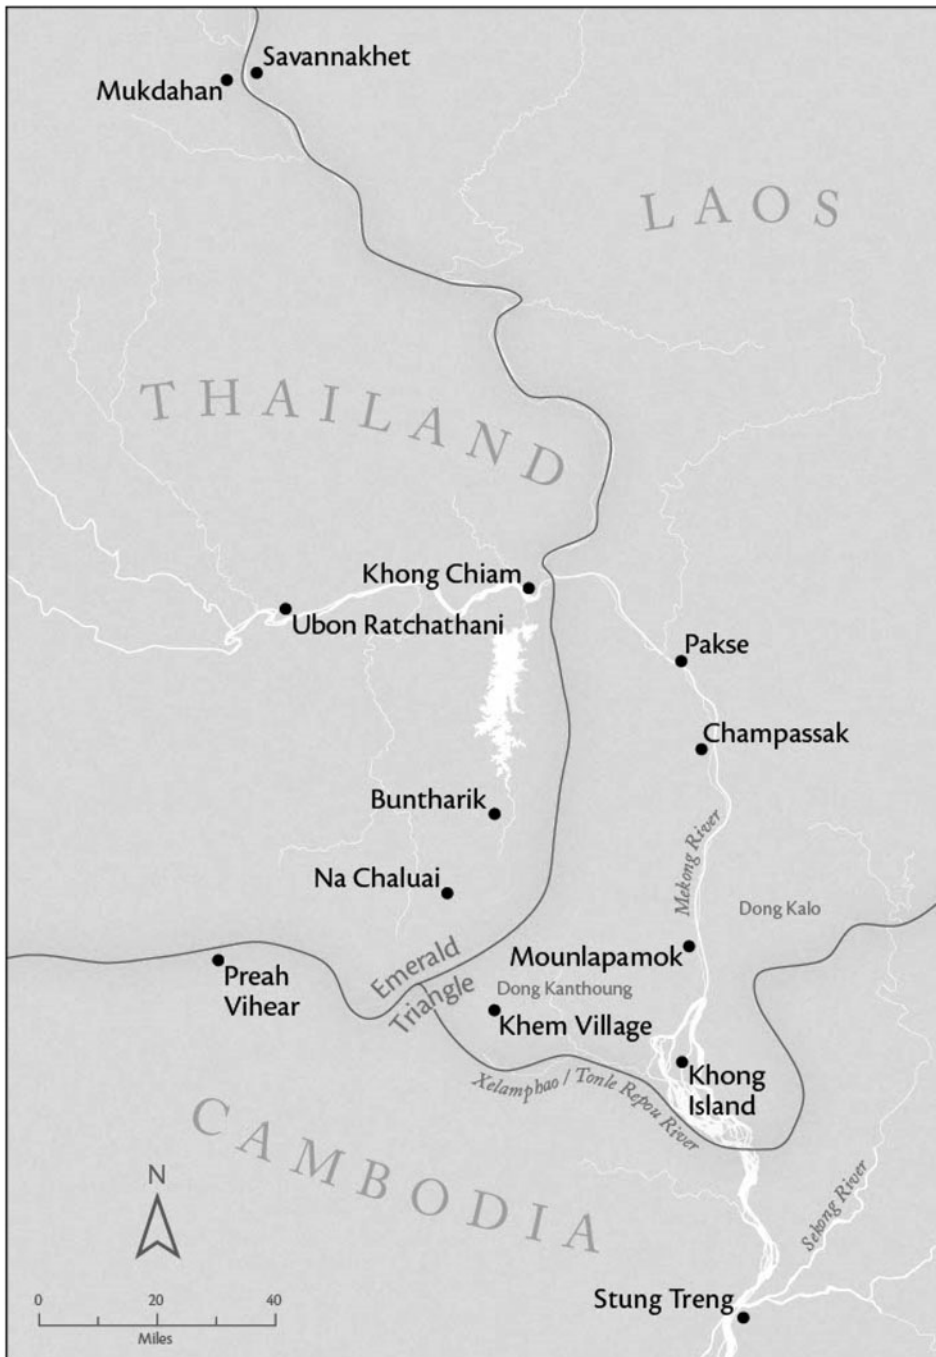 Savannakhet
Mukdahan
LAOS
THAILAND
Khong Chiam
Ubon Ratchathani
Pakse
Champassak
Buntharik
Mekong River
Na Chaluai
Dong Kalo
Emerald
Triangle
Mounlapamok
Preah
Vihear
Dong Kanthoung
Khem Village
Khong
Island
Xelamphao / Tonle Repou River
CAMBODIA
N
Sekong River
Stung Treng
0 20 40
Miles